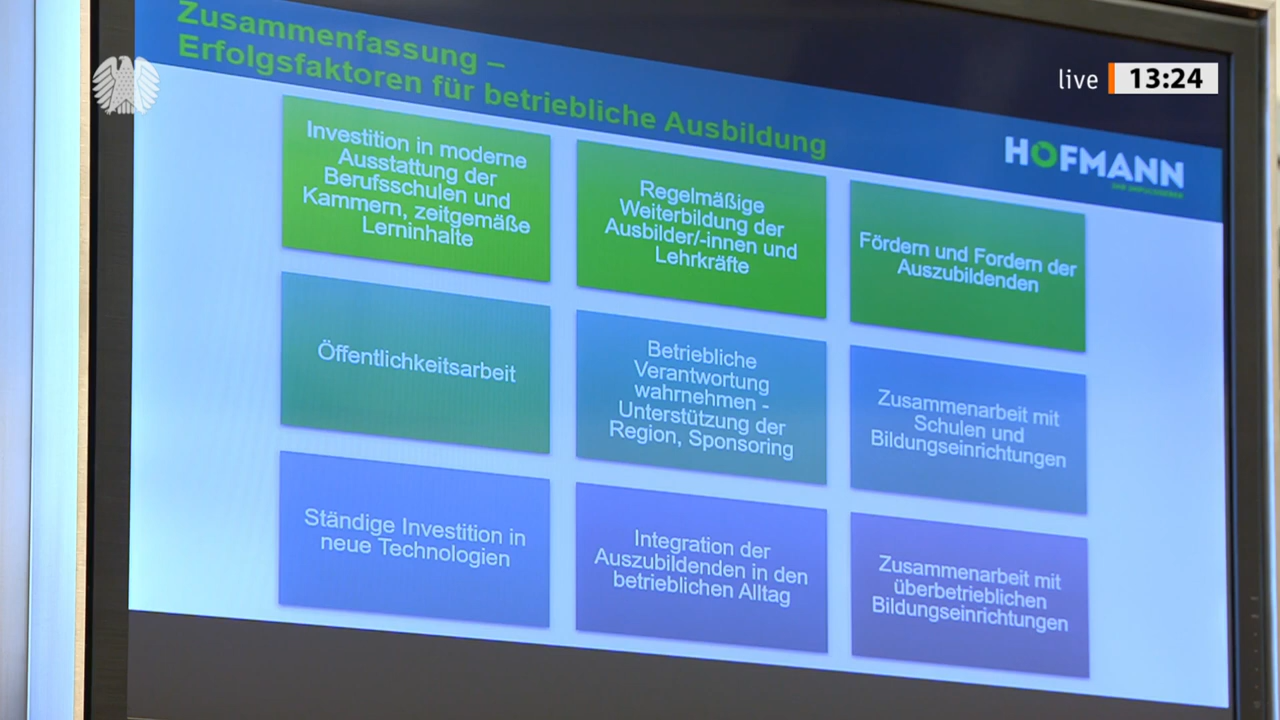 Zusammenfassung –
Erfolgsfaktoren für betriebliche Ausbildung
live 13:24
HOFMANN
IHR IMPULSGEBER
Investition in moderne
Ausstattung der
Berufsschulen und
Kammern, zeitgemäße
Lerninhalte
Regelmäßige
Weiterbildung der
Ausbilder/-innen und
Lehrkräfte
Fördern und Fordern der
Auszubildenden
Öffentlichkeitsarbeit
Betriebliche
Verantwortung
wahrnehmen -
Unterstützung der
Region, Sponsoring
Zusammenarbeit mit
Schulen und
Bildungseinrichtungen
Ständige Investition in
neue Technologien
Integration der
Auszubildenden in den
betrieblichen Alltag
Zusammenarbeit mit
überbetrieblichen
Bildungseinrichtungen